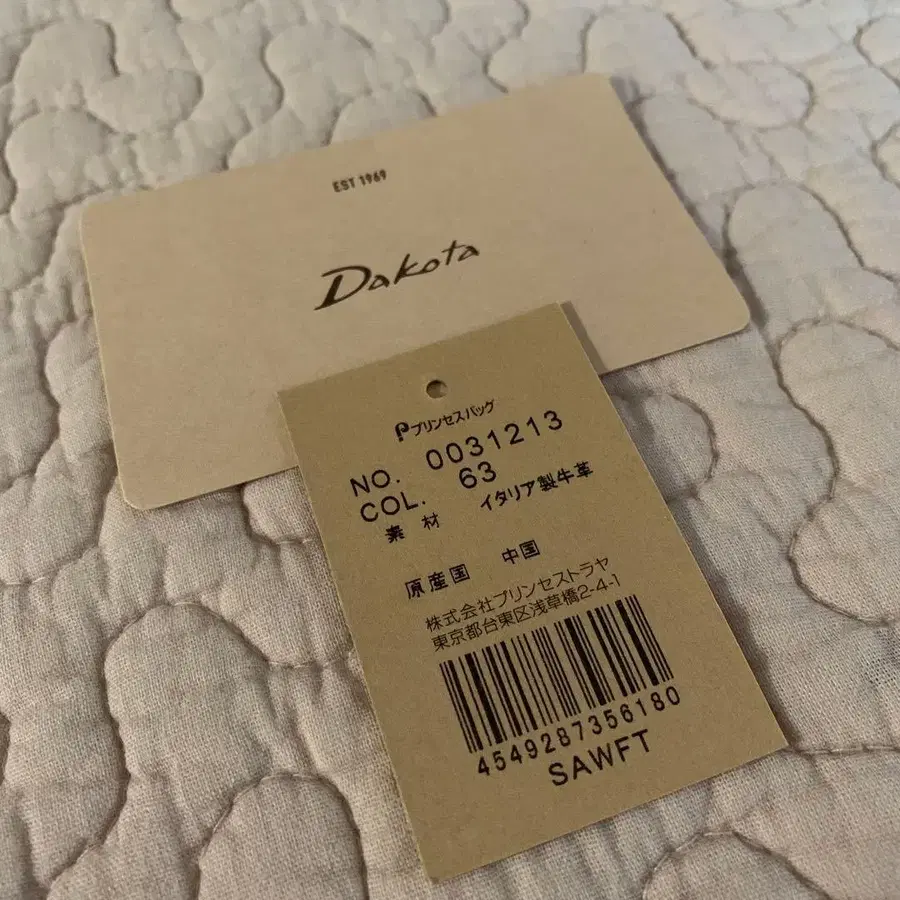 EST 1969
Dakota
プリンセスバッグ
NO. 0031213
COL. 63
素材 イタリア製牛革
原産国 中国
株式会社プリンセストラヤ
東京都台東区浅草橋2-4-1
4549287356180
SAWFT